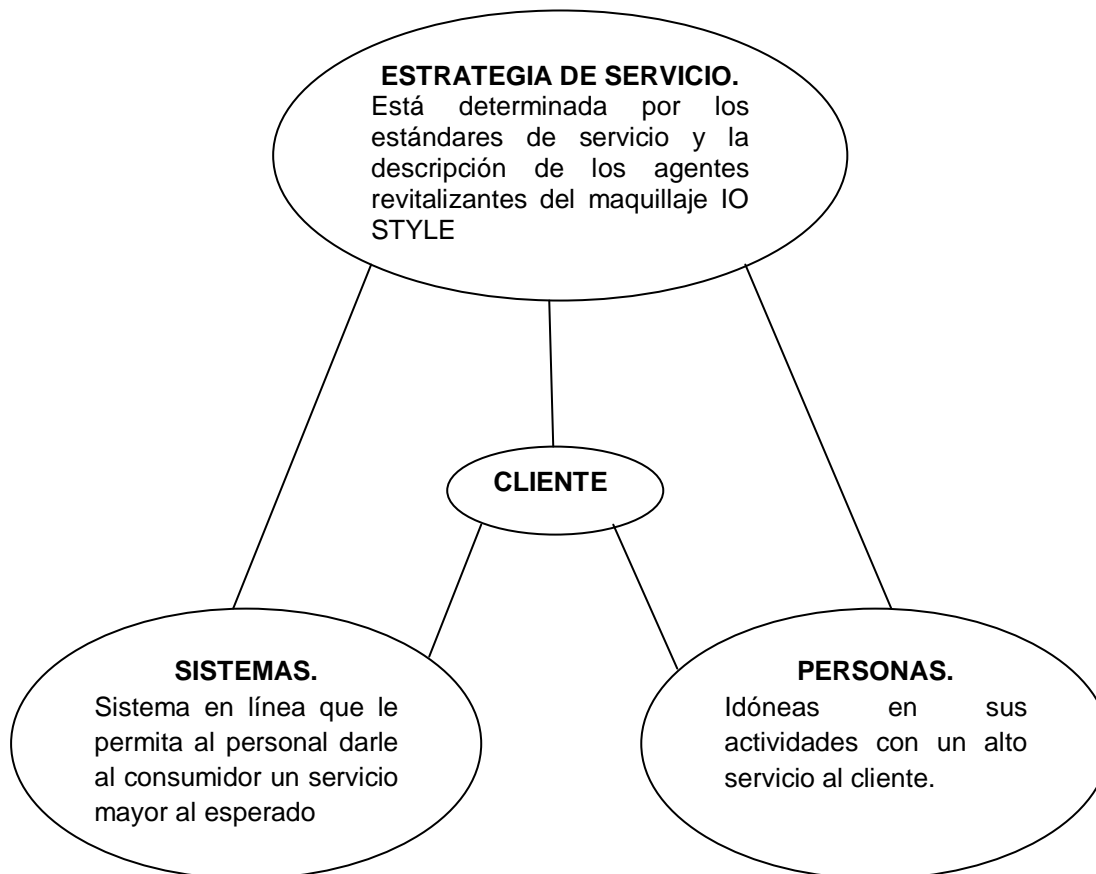 ESTRATEGIA DE SERVICIO.
Está determinada por los
estándares de servicio y la
descripción de los agentes
revitalizantes del maquillaje IO
STYLE
CLIENTE
SISTEMAS.
Sistema en línea que le
permita al personal darle
al consumidor un servicio
mayor al esperado
PERSONAS.
Idóneas en sus
actividades con un alto
servicio al cliente.